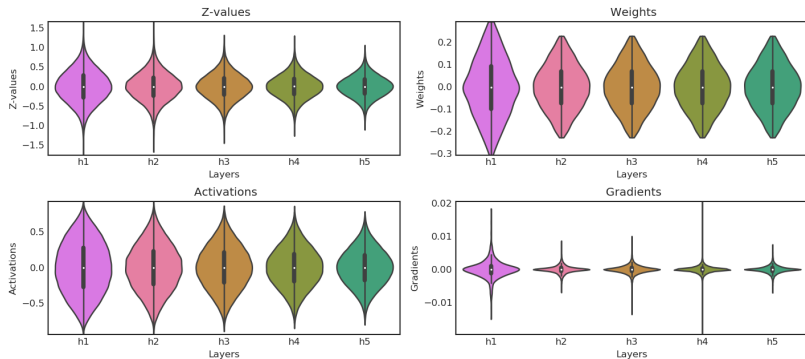 Z-values
Z-values
1.5
1.0
0.5
0.0
−0.5
−1.0
−1.5
h1 h2 h3 h4 h5
Layers
Weights
Weights
0.2
0.1
0.0
−0.1
−0.2
−0.3
h1 h2 h3 h4 h5
Layers
Activations
Activations
0.5
0.0
−0.5
h1 h2 h3 h4 h5
Layers
Gradients
Gradients
0.02
0.01
0.00
−0.01
h1 h2 h3 h4 h5
Layers